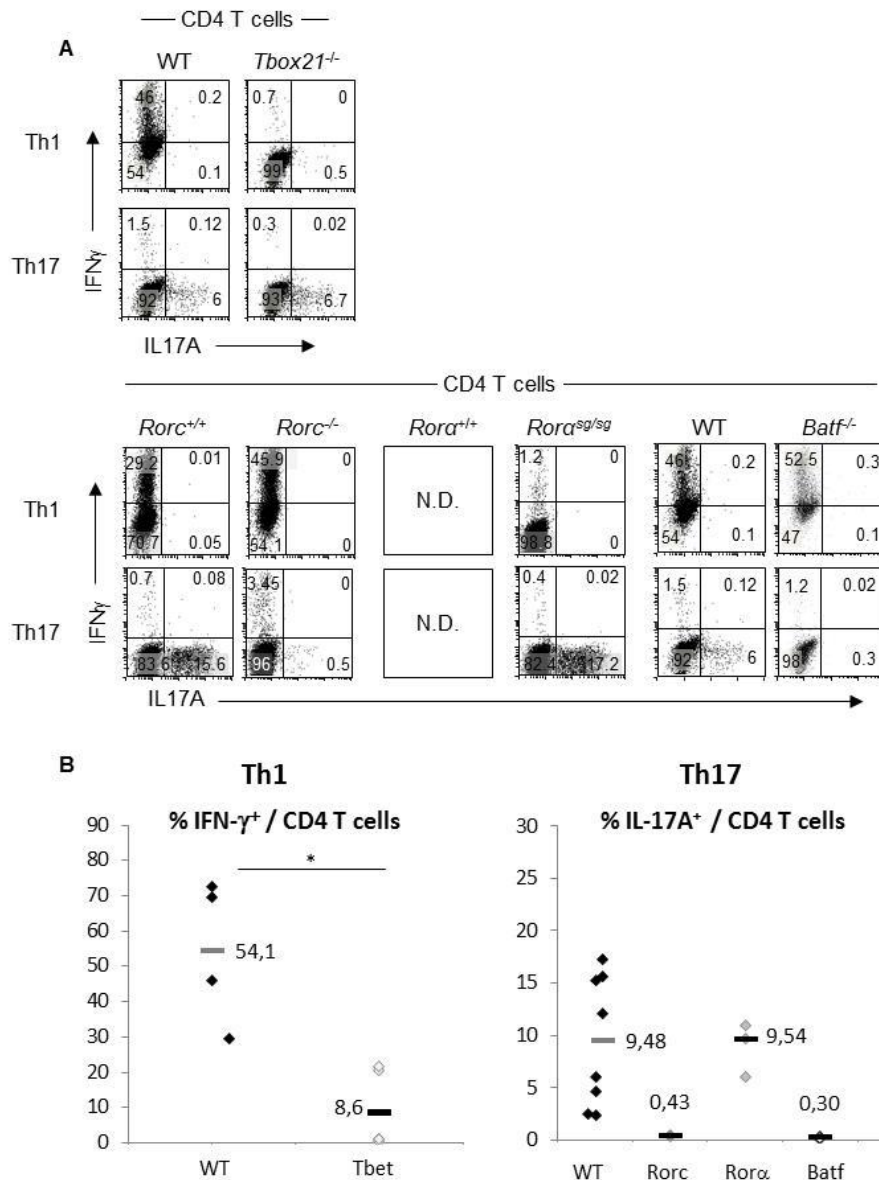 CD4 T cells
A
WT Tbox21-/-
Th1
46 0.2 0.7 0
54 0.1 99 0.5
Th17
1.5 0.12 0.3 0.02
92 6 93 6.7
IFNγ
IL17A
CD4 T cells
Rorc+/+ Rorc-/- Rorα+/+ Rorαsg/sg WT Batf-/-
Th1
29.2 0.01 45.9 0 N.D. 1.2 0 46 0.2 52.5 0.3
70.7 0.05 54.1 0 98.8 0 54 0.1 47 0.1
Th17
0.7 0.08 3.45 0 N.D. 0.4 0.02 1.5 0.12 1.2 0.02
83.6 15.6 96 0.5 82.4 17.2 92 6 98 0.3
IFNγ
IL17A
B
Th1
% IFN-γ+ / CD4 T cells
90
80
70
60
50
40
30
20
10
0
*
54,1
8,6
WT Tbet
Th17
% IL-17A+ / CD4 T cells
30
25
20
15
10
5
0
9,48
0,43
9,54
0,30
WT Rorc Rorα Batf